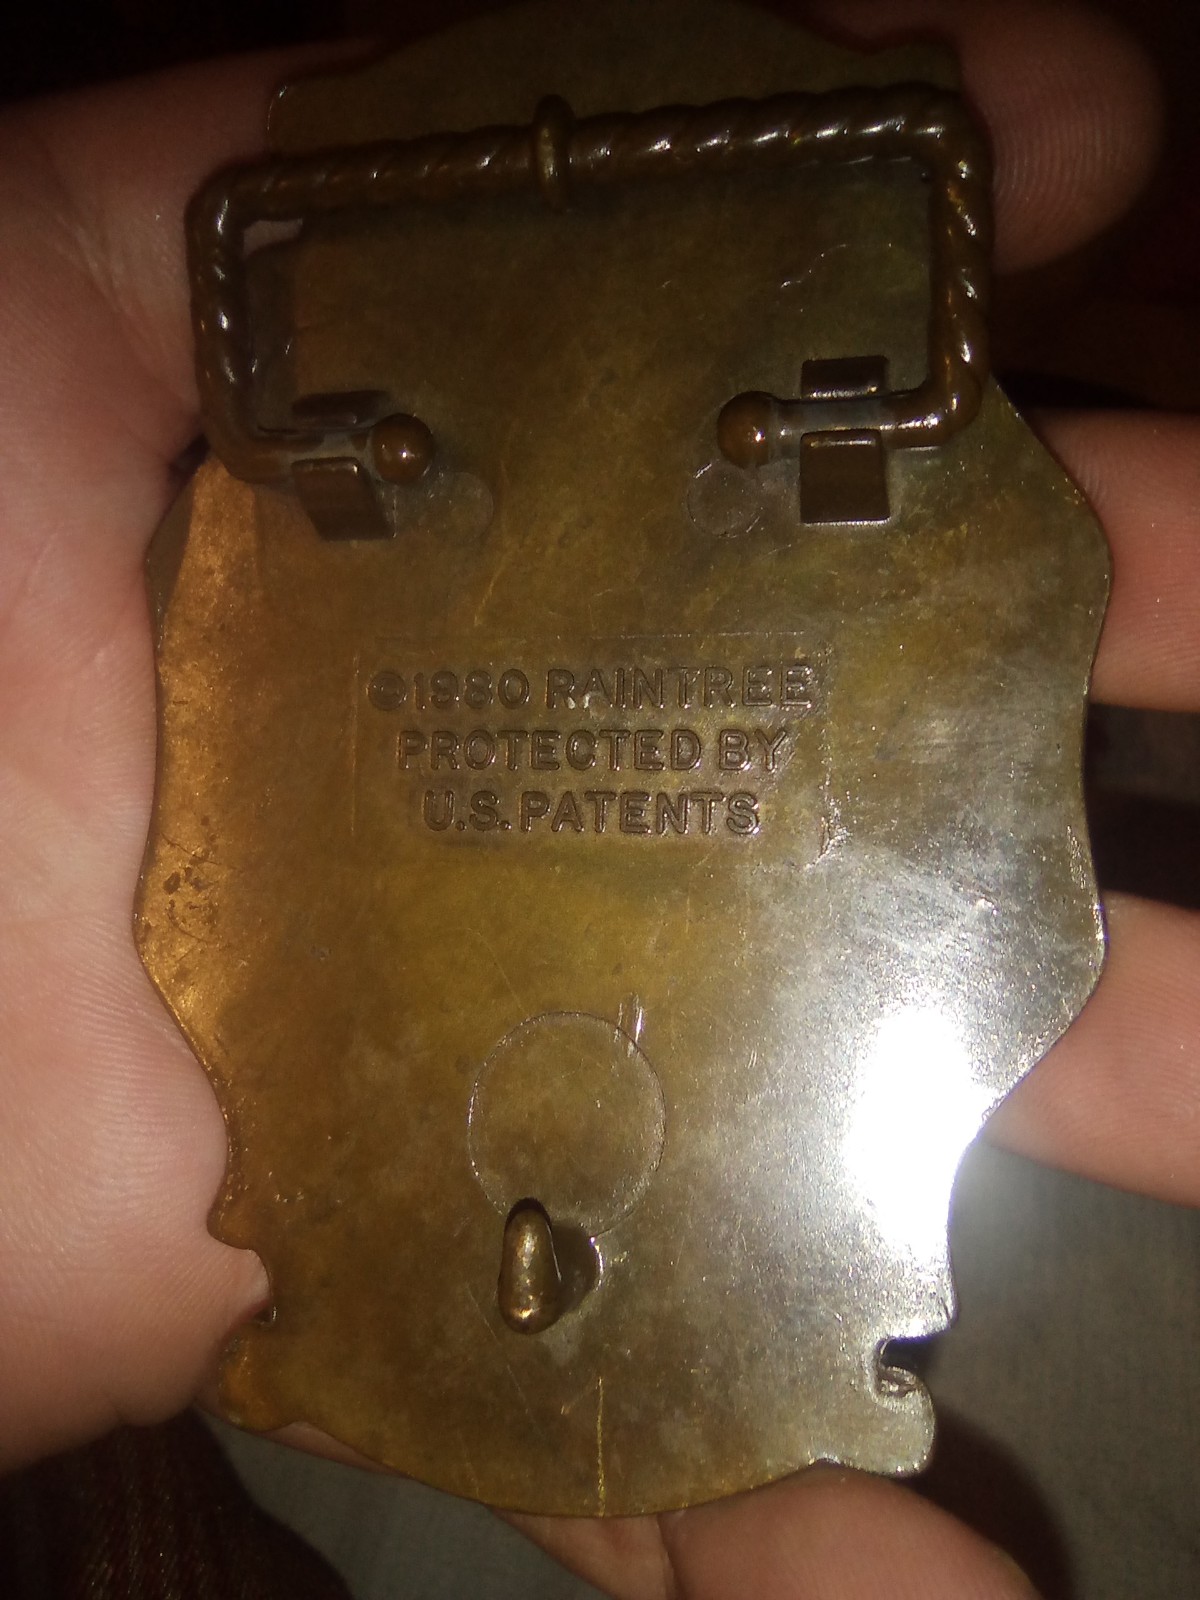 ©1980 RAINTREE
PROTECTED BY
U.S. PATENTS